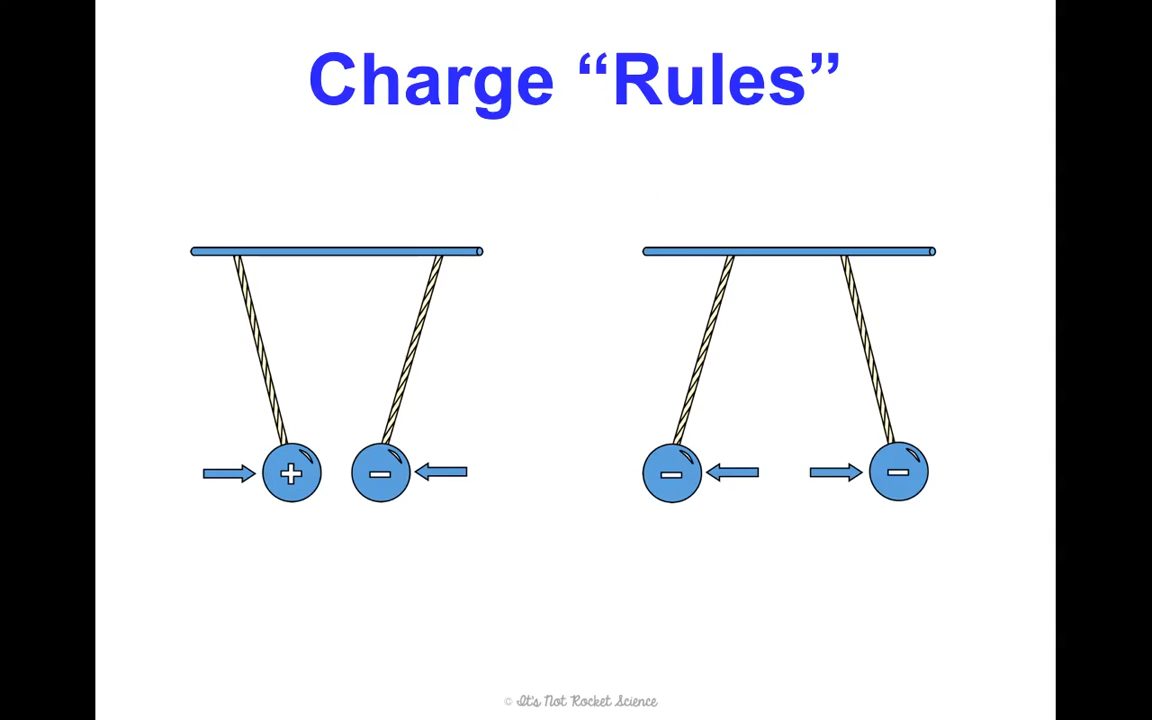 Charge “Rules”
+
-
-
-
© It's Not Rocket Science